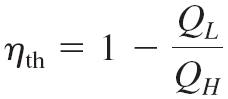 η_th = 1 − Q_L / Q_H